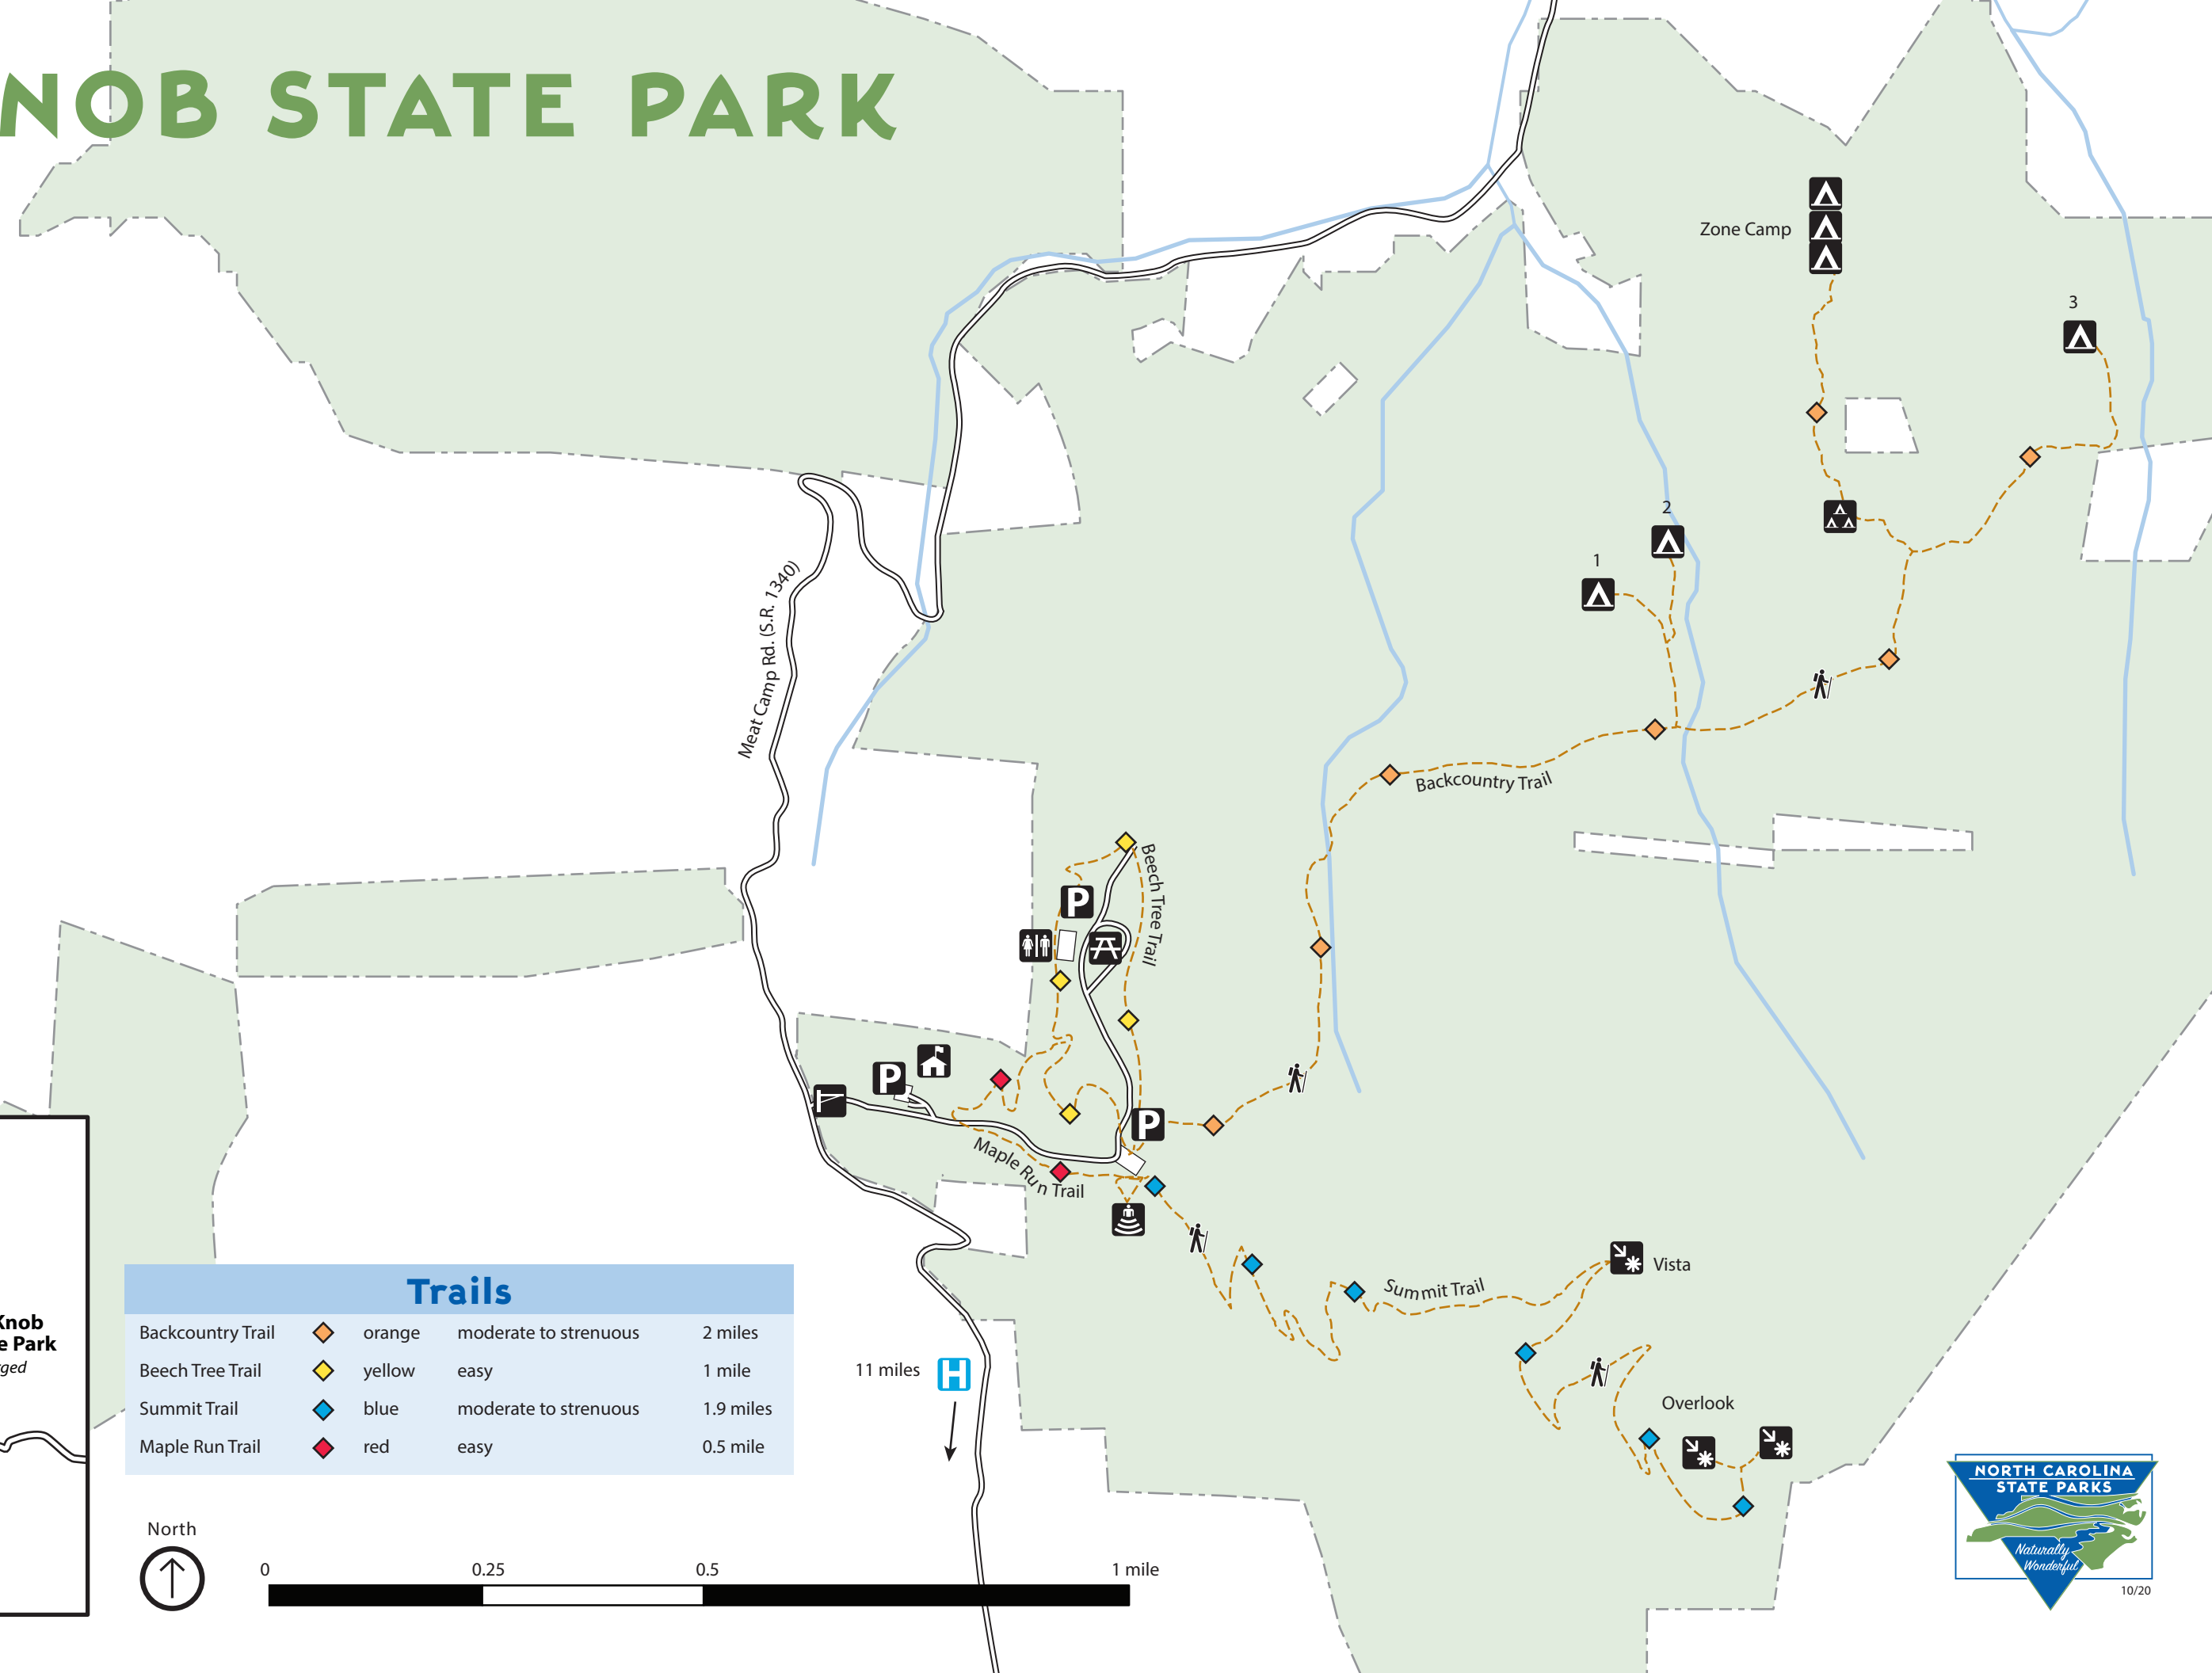 NOB STATE PARK
Zone Camp
3
2
1
Meat Camp Rd. (S.R. 1340)
Backcountry Trail
Beech Tree Trail
P
P
P
Maple Run Trail
Summit Trail
Vista
Overlook
Knob
e Park
ged
Trails
Backcountry Trail orange moderate to strenuous 2 miles
Beech Tree Trail yellow easy 1 mile
Summit Trail blue moderate to strenuous 1.9 miles
Maple Run Trail red easy 0.5 mile
11 miles H
North
0 0.25 0.5 1 mile
NORTH CAROLINA
STATE PARKS
Naturally
Wonderful
10/20